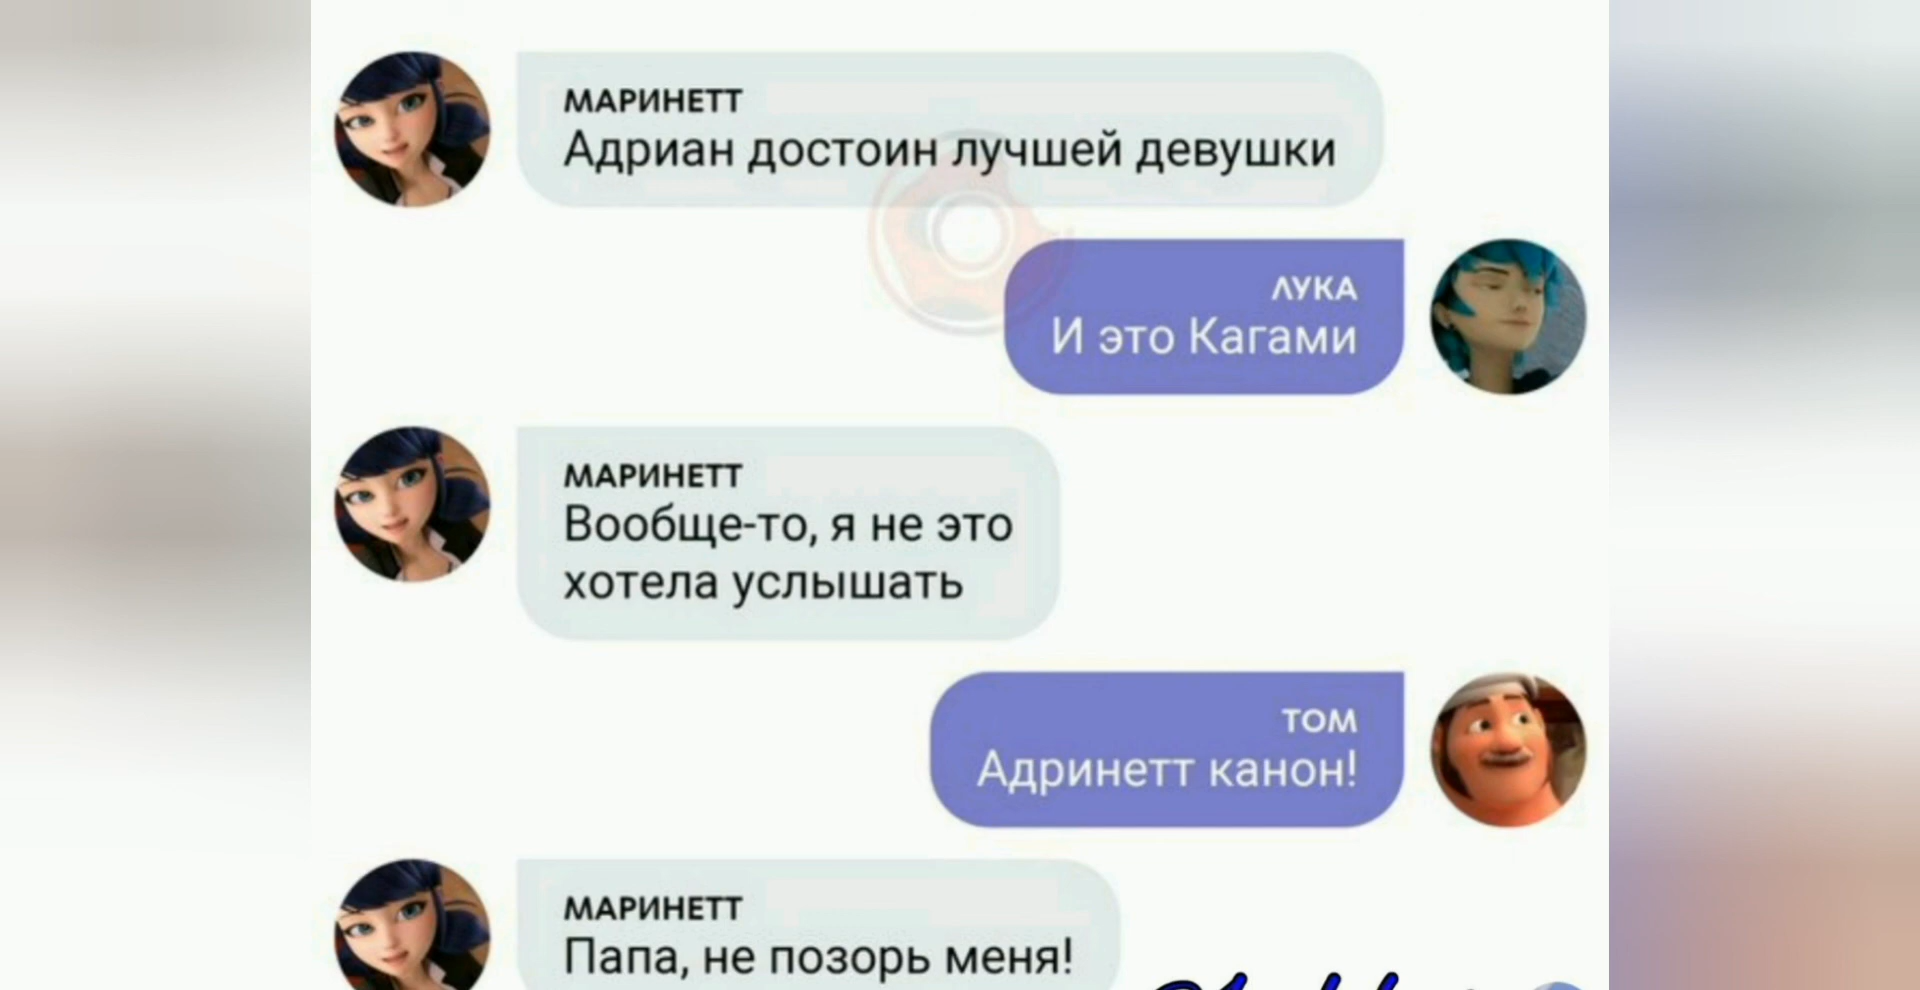 МАРИНЕТТ
Адриан достоин лучшей девушки
ЛУКА
И это Кагами
МАРИНЕТТ
Вообще-то, я не это
хотела услышать
ТОМ
Адринетт канон!
МАРИНЕТТ
Папа, не позорь меня!